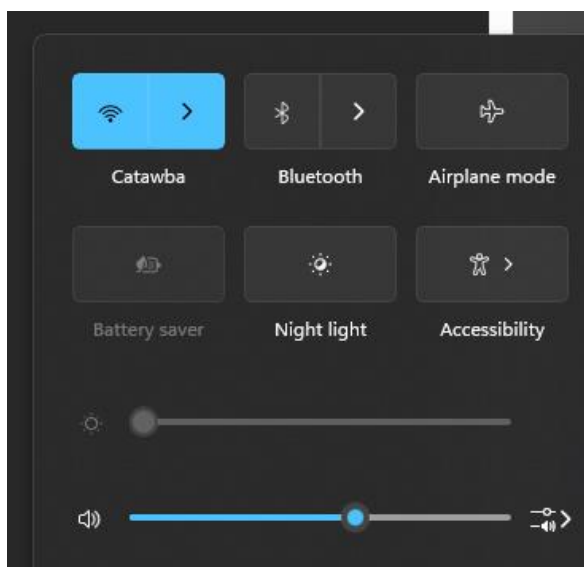 Catawba
Bluetooth
Airplane mode
Battery saver
Night light
Accessibility